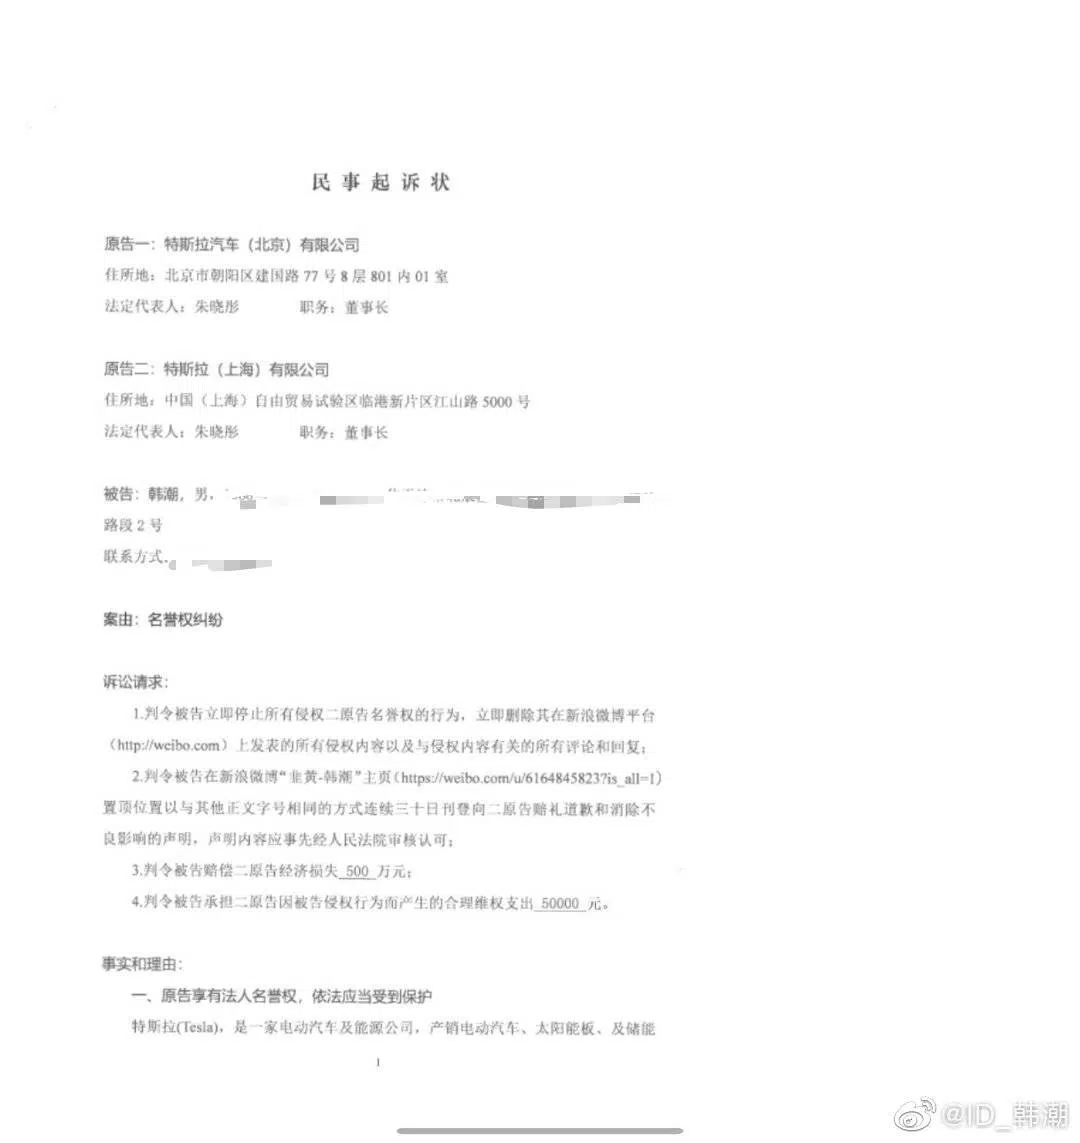 民事起诉状
原告一：特斯拉汽车（北京）有限公司
住所地：北京市朝阳区建国路 77 号 8 层 801 内 01 室
法定代表人：朱晓彤 职务：董事长
原告二：特斯拉（上海）有限公司
住所地：中国（上海）自由贸易试验区临港新片区江山路 5000 号
法定代表人：朱晓彤 职务：董事长
被告：韩潮，男，
路段 2 号
联系方式
案由：名誉权纠纷
诉讼请求：
1.判令被告立即停止所有侵权二原告名誉权的行为，立即删除其在新浪微博平台
（http://weibo.com）上发表的所有侵权内容以及与侵权内容有关的所有评论和回复；
2.判令被告在新浪微博“韭黄-韩潮”主页（https://weibo.com/u/6164845823?is_all=1）
置顶位置以与其他正文字号相同的方式连续三十日刊登向二原告赔礼道歉和消除不
良影响的声明，声明内容应事先经人民法院审核认可；
3.判令被告赔偿二原告经济损失 500 万元；
4.判令被告承担二原告因被告侵权行为而产生的合理维权支出 50000 元。
事实和理由：
一、原告享有法人名誉权，依法应当受到保护
特斯拉(Tesla)，是一家电动汽车及能源公司，产销电动汽车、太阳能板、及储能
1
@ID_韩潮